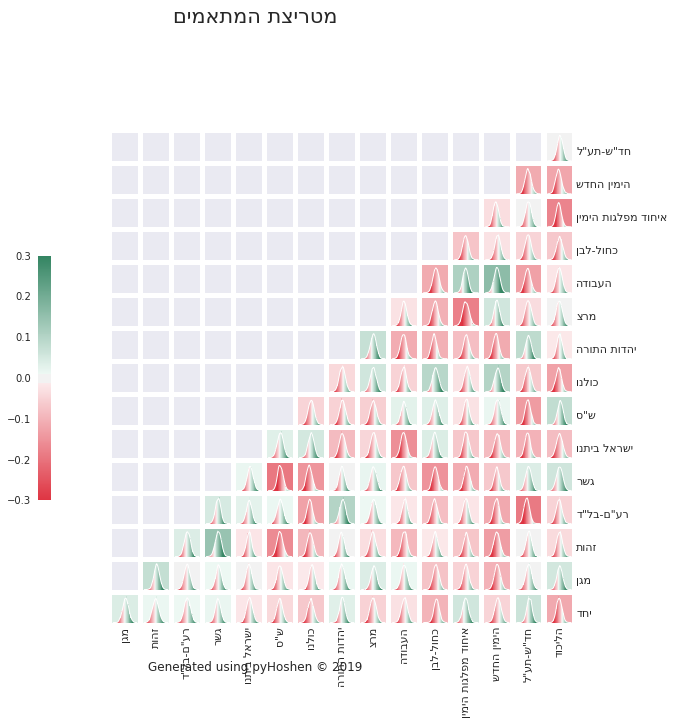 מטריצת המתאמים
חד"ש-תע"ל
הימין החדש
איחוד מפלגות הימין
כחול-לבן
העבודה
מרצ
יהדות התורה
כולנו
ש"ס
ישראל ביתנו
גשר
רע"ם-בל"ד
זהות
מגן
יחד
0.3
0.2
0.1
0.0
−0.1
−0.2
−0.3
הליכוד
חד"ש-תע"ל
הימין החדש
איחוד מפלגות הימין
כחול-לבן
העבודה
מרצ
יהדות התורה
כולנו
ש"ס
ישראל ביתנו
גשר
רע"ם-בל"ד
זהות
מגן
Generated using pyHoshen © 2019